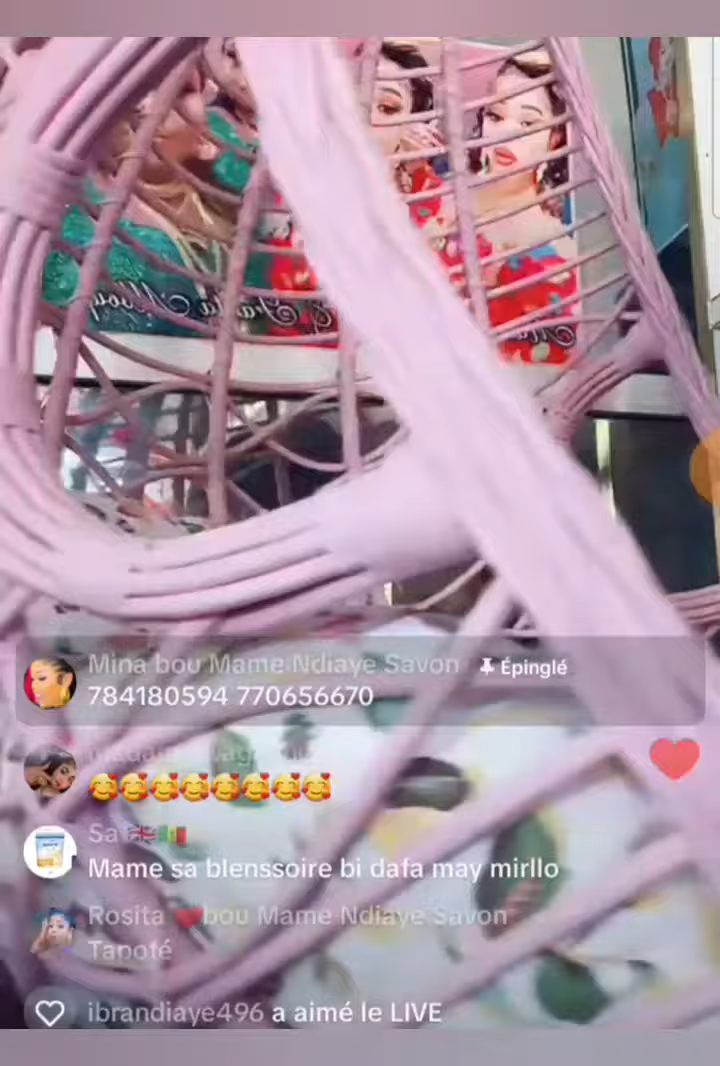 Mina bou Mame Ndiaye Savon Épinglé
784180594 770656670
🥰🥰🥰🥰🥰🥰🥰🥰
Sa 🇬🇧🇸🇳
Mame sa blenssoire bi dafa may mirllo
Rosita ❤️bou Mame Ndiaye Savon
Tapoté
ibrandiaye496 a aimé le LIVE